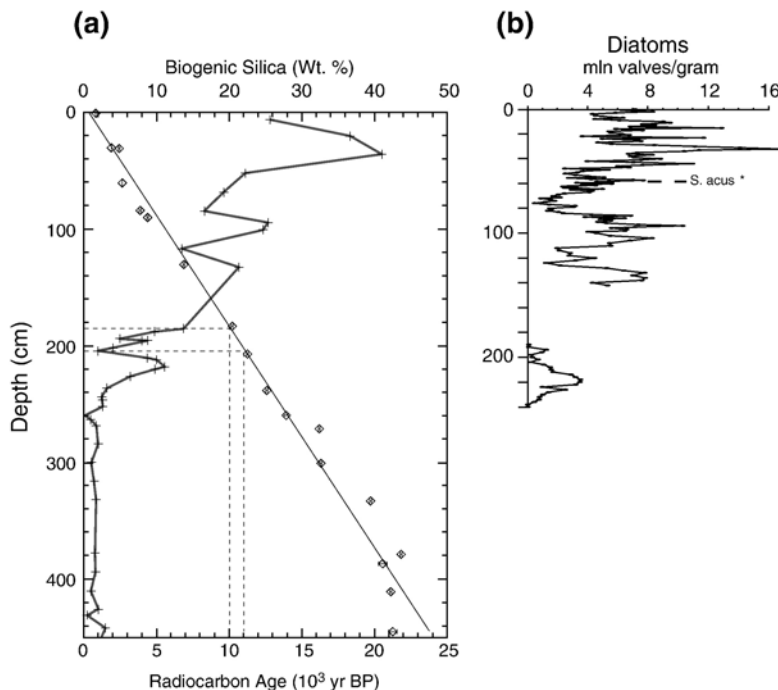 (a)
Biogenic Silica (Wt. %)
0 10 20 30 40 50
0
100
200
300
400
Depth (cm)
0 5 10 15 20 25
Radiocarbon Age (10³ yr BP)
(b)
Diatoms
mln valves/gram
0 4 8 12 16
0
S. acus *
100
200